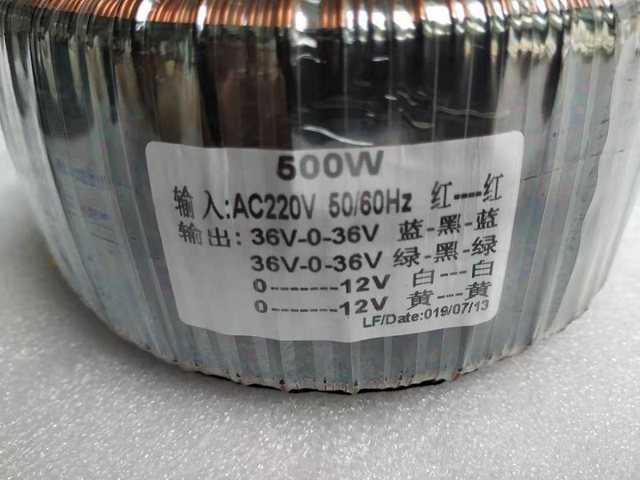 500W
输入:AC220V 50/60Hz 红----红
输出: 36V-0-36V 蓝-黑-蓝
36V-0-36V 绿-黑-绿
0-------12V 白---白
0-------12V 黄---黄
LF/Date:019/07/13